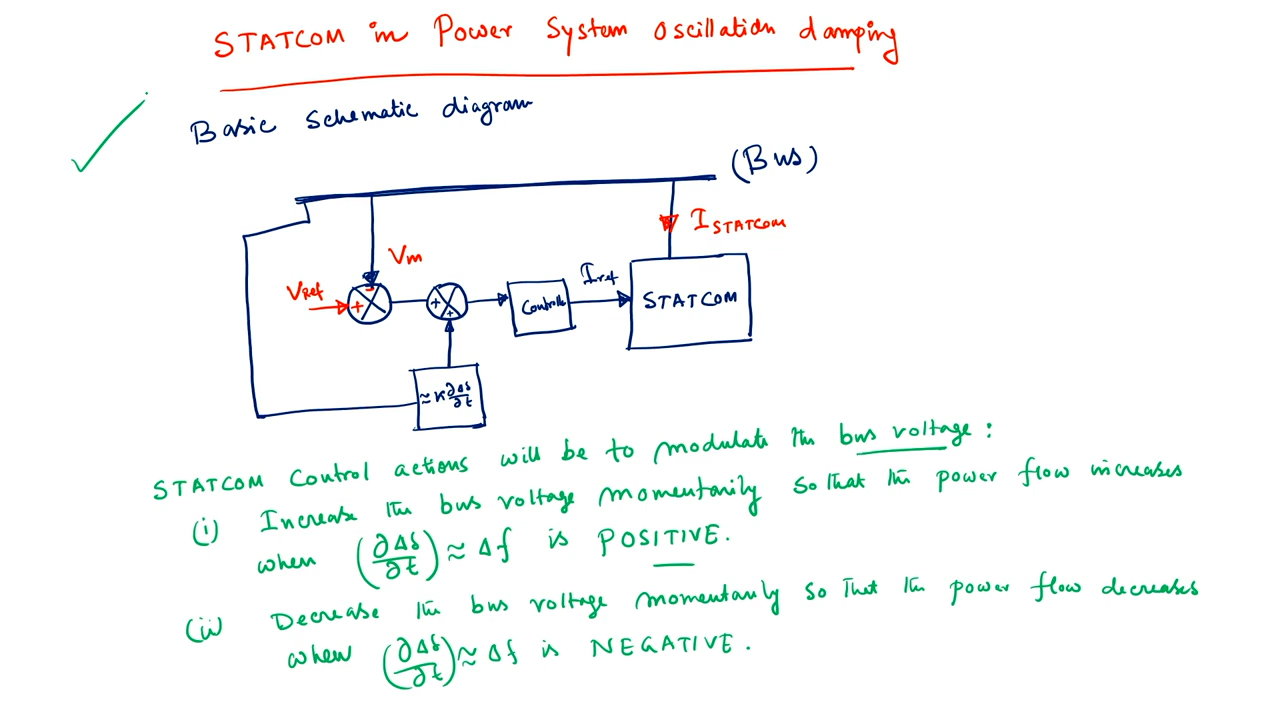 STATCOM in Power System oscillation damping
Basic Schematic diagram
(Bus)
I STATCOM
Vm
VRef
-
+
+
+
Controlle
Iref
STATCOM
≈ K ∂Δδ/∂t
STATCOM Control actions will be to modulate the bus voltage :
(i) Increase the bus voltage momentarily so that the power flow increases
when (∂Δδ/∂t) ≈ Δf is POSITIVE.
(ii) Decrease the bus voltage momentarily so that the power flow decreases
when (∂Δδ/∂t) ≈ Δf is NEGATIVE.